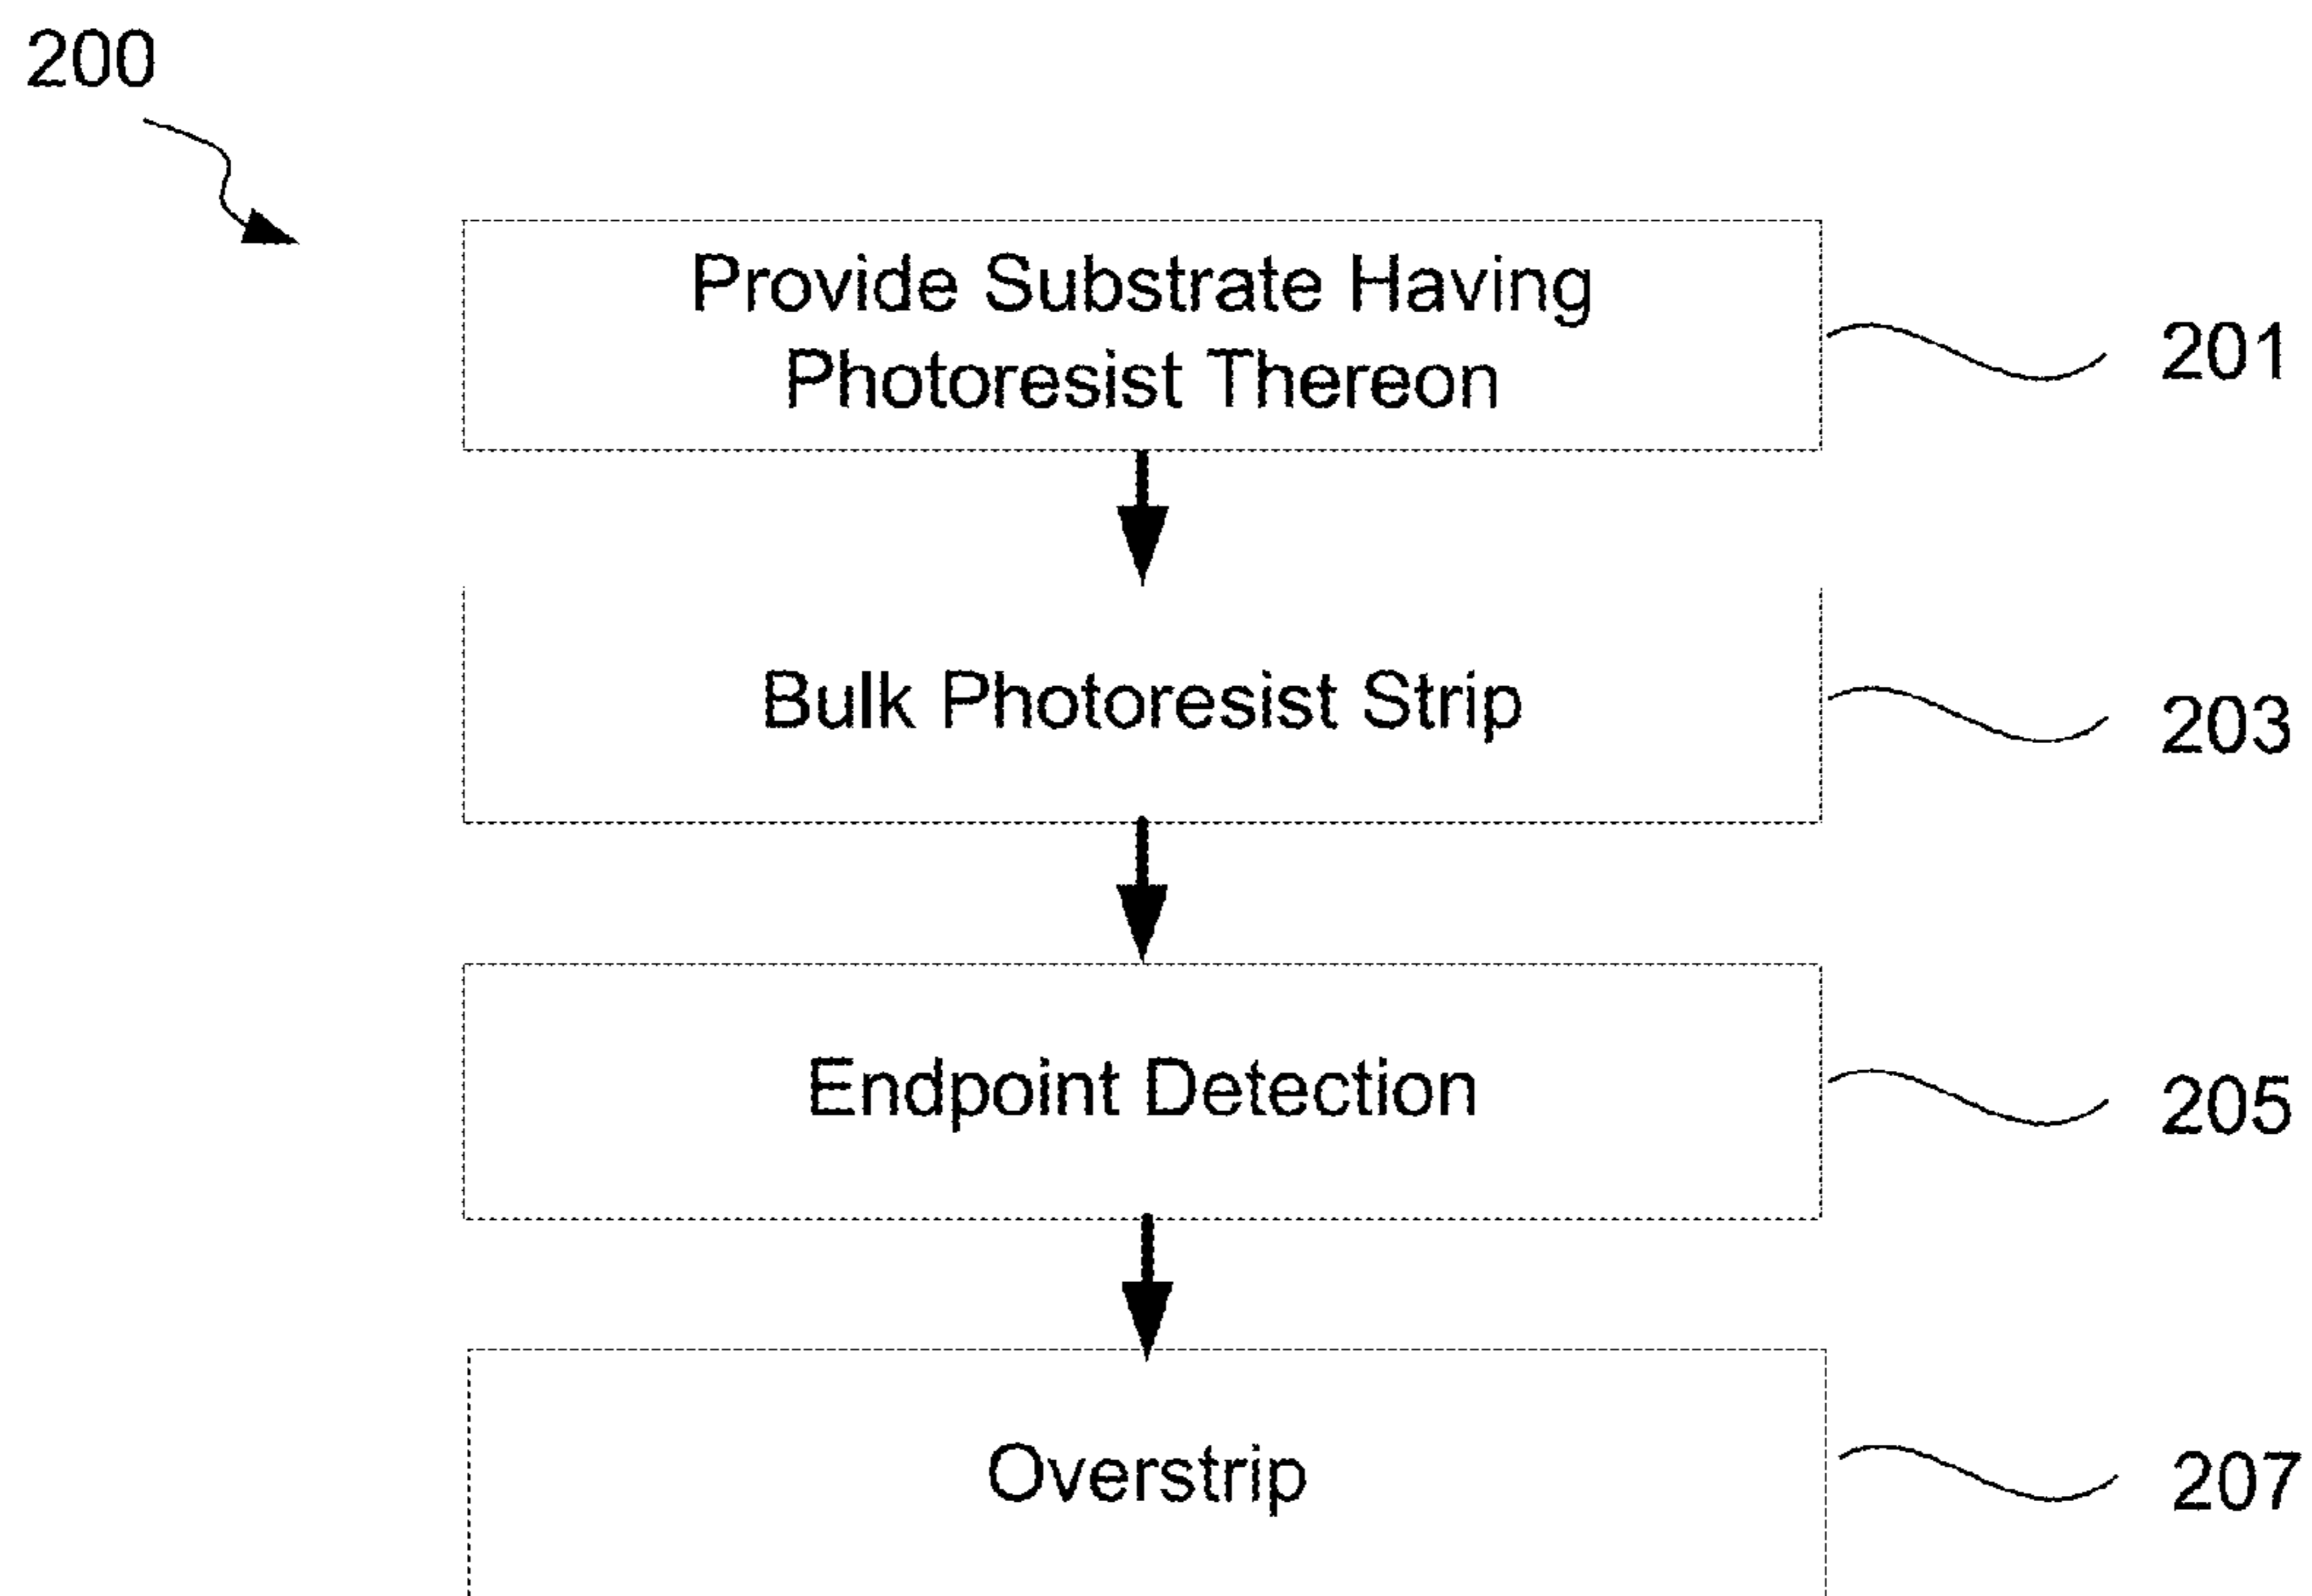 200
Provide Substrate Having
Photoresist Thereon
201
Bulk Photoresist Strip
203
Endpoint Detection
205
Overstrip
207